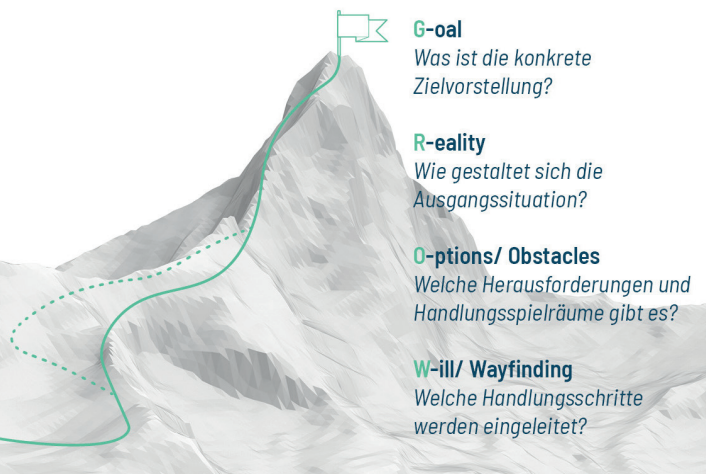 G-oal
Was ist die konkrete
Zielvorstellung?
R-eality
Wie gestaltet sich die
Ausgangssituation?
O-ptions/ Obstacles
Welche Herausforderungen und
Handlungsspielräume gibt es?
W-ill/ Wayfinding
Welche Handlungsschritte
werden eingeleitet?